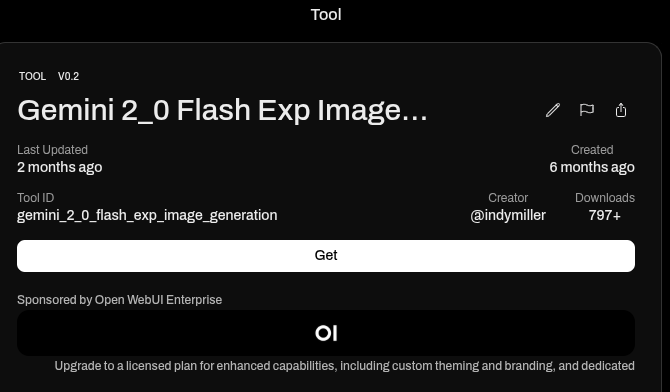 Tool
TOOL V0.2
Gemini 2_0 Flash Exp Image...
Last Updated Created
2 months ago 6 months ago
Tool ID Creator Downloads
gemini_2_0_flash_exp_image_generation @indymiller 797+
Get
Sponsored by Open WebUI Enterprise
OI
Upgrade to a licensed plan for enhanced capabilities, including custom theming and branding, and dedicated